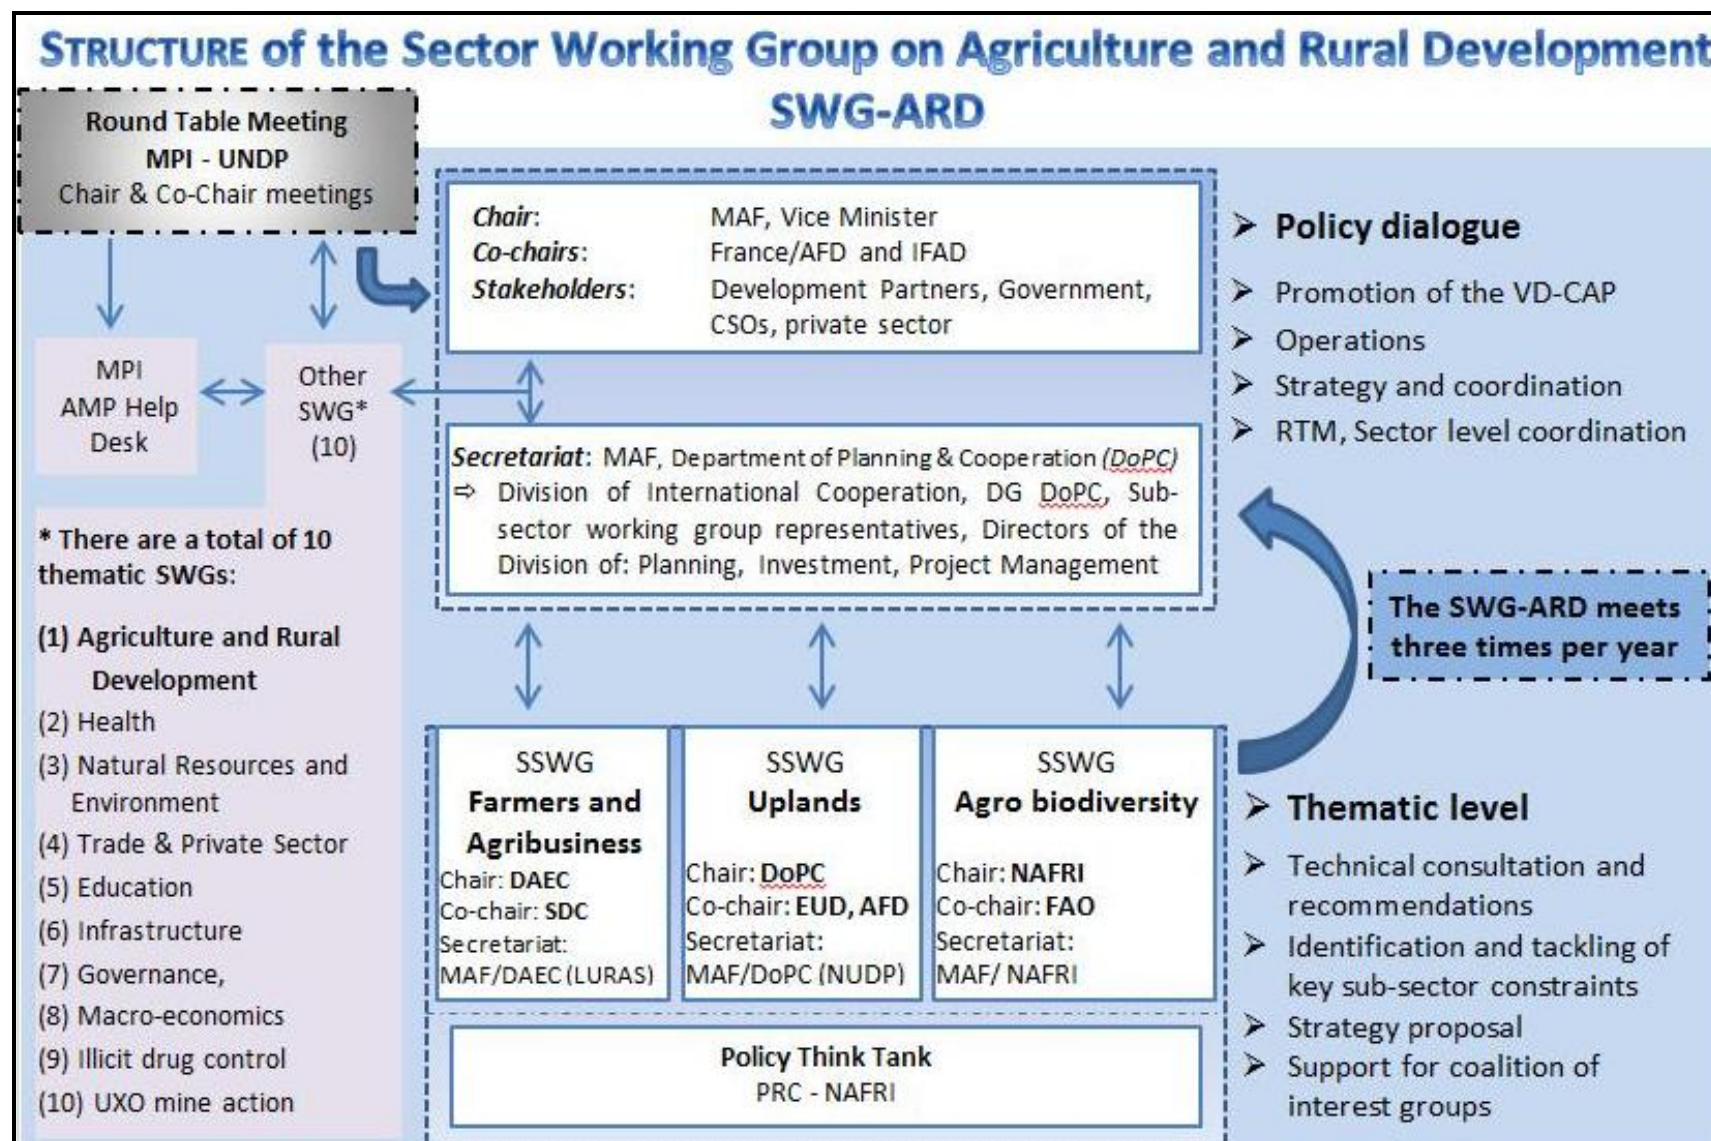 STRUCTURE of the Sector Working Group on Agriculture and Rural Development
SWG-ARD
Round Table Meeting
MPI - UNDP
Chair & Co-Chair meetings
MPI
AMP Help
Desk
Other
SWG*
(10)
* There are a total of 10
thematic SWGs:
(1) Agriculture and Rural
Development
(2) Health
(3) Natural Resources and
Environment
(4) Trade & Private Sector
(5) Education
(6) Infrastructure
(7) Governance,
(8) Macro-economics
(9) Illicit drug control
(10) UXO mine action
Chair: MAF, Vice Minister
Co-chairs: France/AFD and IFAD
Stakeholders: Development Partners, Government,
CSOs, private sector
Secretariat: MAF, Department of Planning & Cooperation (DoPC)
⇨ Division of International Cooperation, DG DoPC, Sub-
sector working group representatives, Directors of the
Division of: Planning, Investment, Project Management
SSWG
Farmers and
Agribusiness
Chair: DAEC
Co-chair: SDC
Secretariat:
MAF/DAEC (LURAS)
SSWG
Uplands
Chair: DoPC
Co-chair: EUD, AFD
Secretariat:
MAF/DoPC (NUDP)
SSWG
Agro biodiversity
Chair: NAFRI
Co-chair: FAO
Secretariat:
MAF/ NAFRI
Policy Think Tank
PRC - NAFRI
➢ Policy dialogue
➢ Promotion of the VD-CAP
➢ Operations
➢ Strategy and coordination
➢ RTM, Sector level coordination
The SWG-ARD meets
three times per year
➢ Thematic level
➢ Technical consultation and
recommendations
➢ Identification and tackling of
key sub-sector constraints
➢ Strategy proposal
➢ Support for coalition of
interest groups